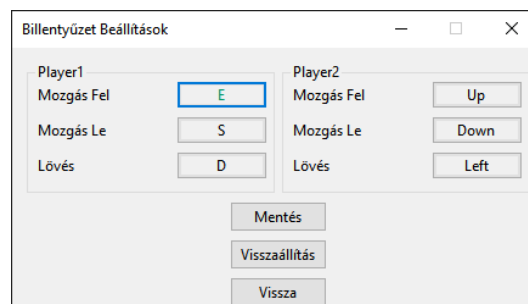 Billentyűzet Beállítások
Player1
Mozgás Fel E
Mozgás Le S
Lövés D
Player2
Mozgás Fel Up
Mozgás Le Down
Lövés Left
Mentés
Visszaállítás
Vissza